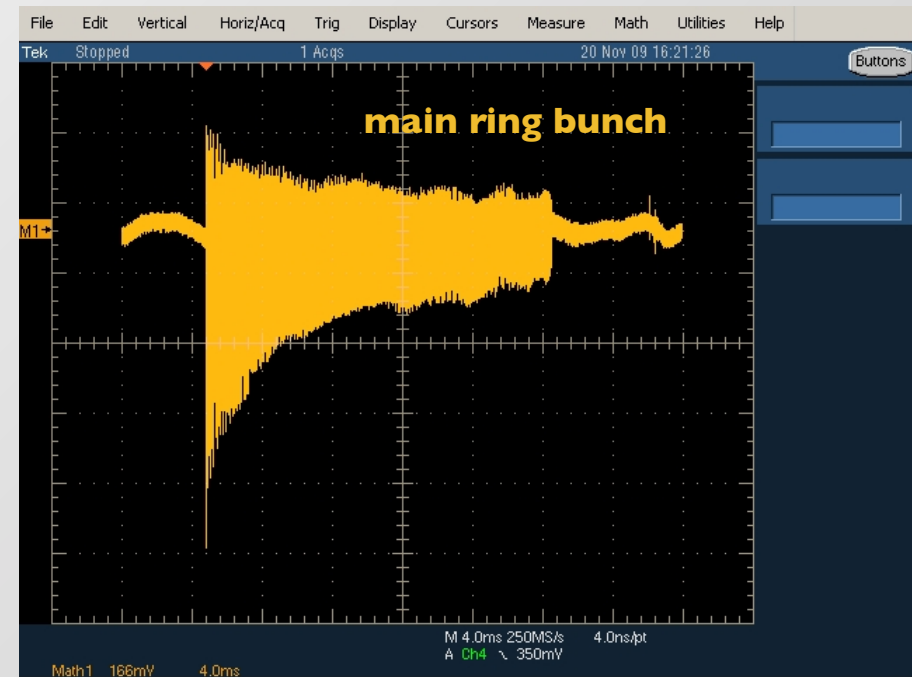 File Edit Vertical Horiz/Acq Trig Display Cursors Measure Math Utilities Help
Tek Stopped 1 Acqs 20 Nov 09 16:21:26
Buttons
main ring bunch
M1
M 4.0ms 250MS/s 4.0ns/pt
A Ch4 \ 350mV
Math1 166mV 4.0ms